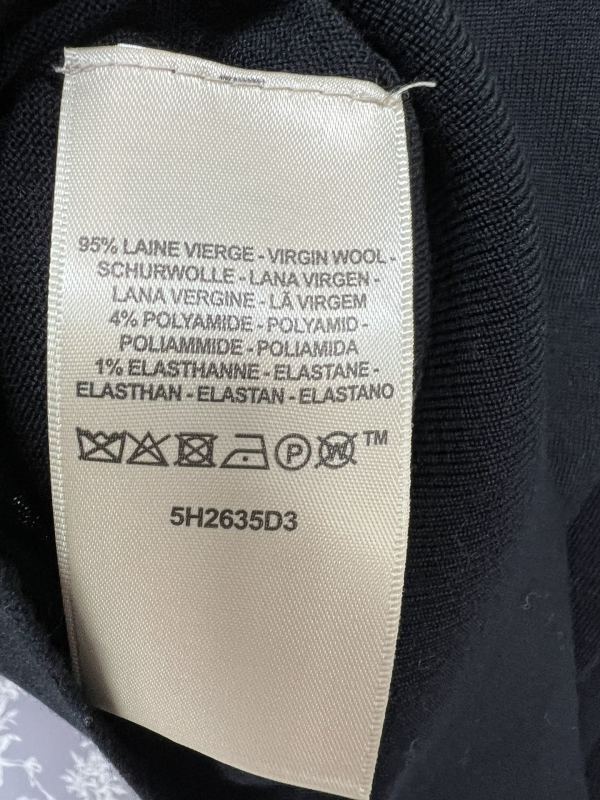 95% LAINE VIERGE - VIRGIN WOOL -
SCHURWOLLE - LANA VIRGEN -
LANA VERGINE - LÃ VIRGEM
4% POLYAMIDE - POLYAMID -
POLIAMMIDE - POLIAMIDA
1% ELASTHANNE - ELASTANE -
ELASTHAN - ELASTAN - ELASTANO
P W TM
5H2635D3